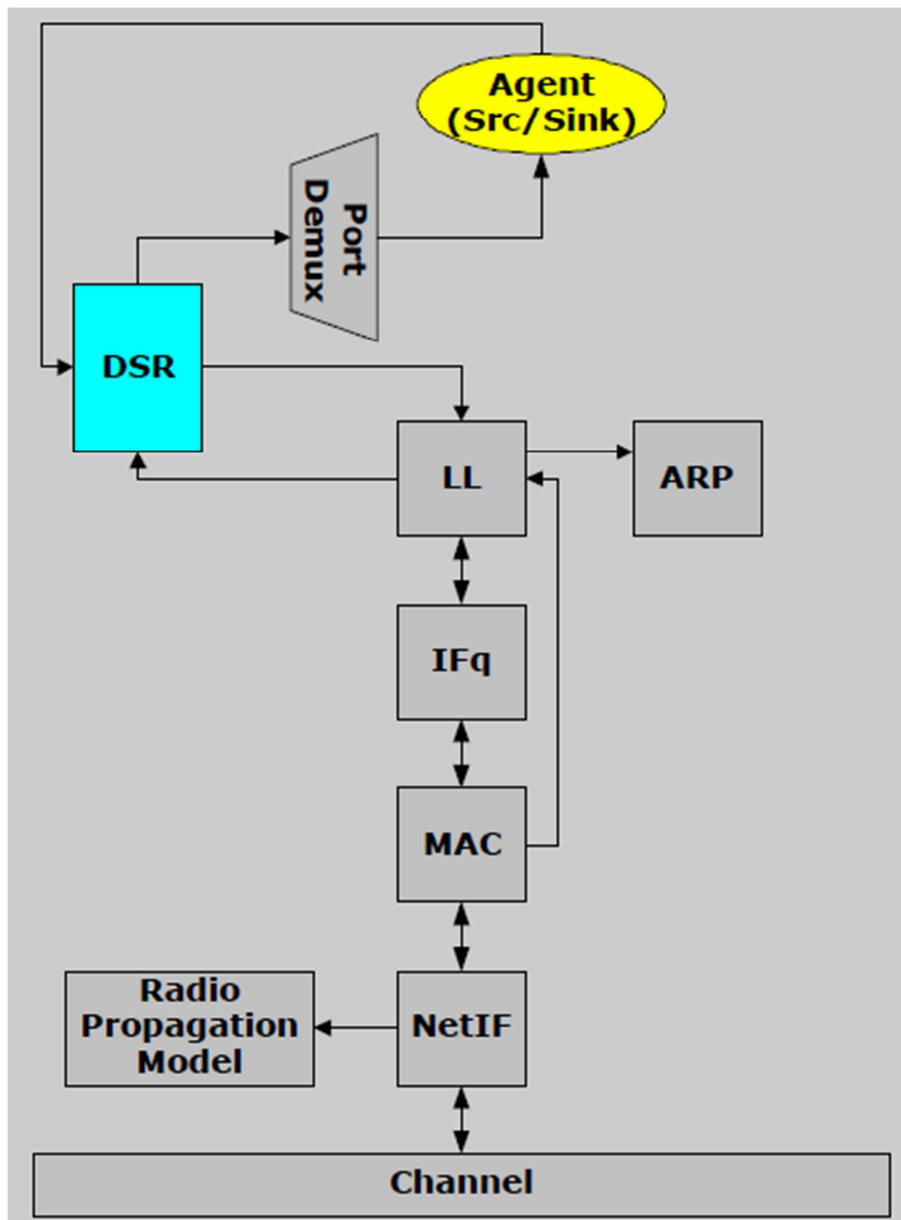 Agent
(Src/Sink)
Port
Demux
DSR
LL
ARP
IFq
MAC
Radio
Propagation
Model
NetIF
Channel